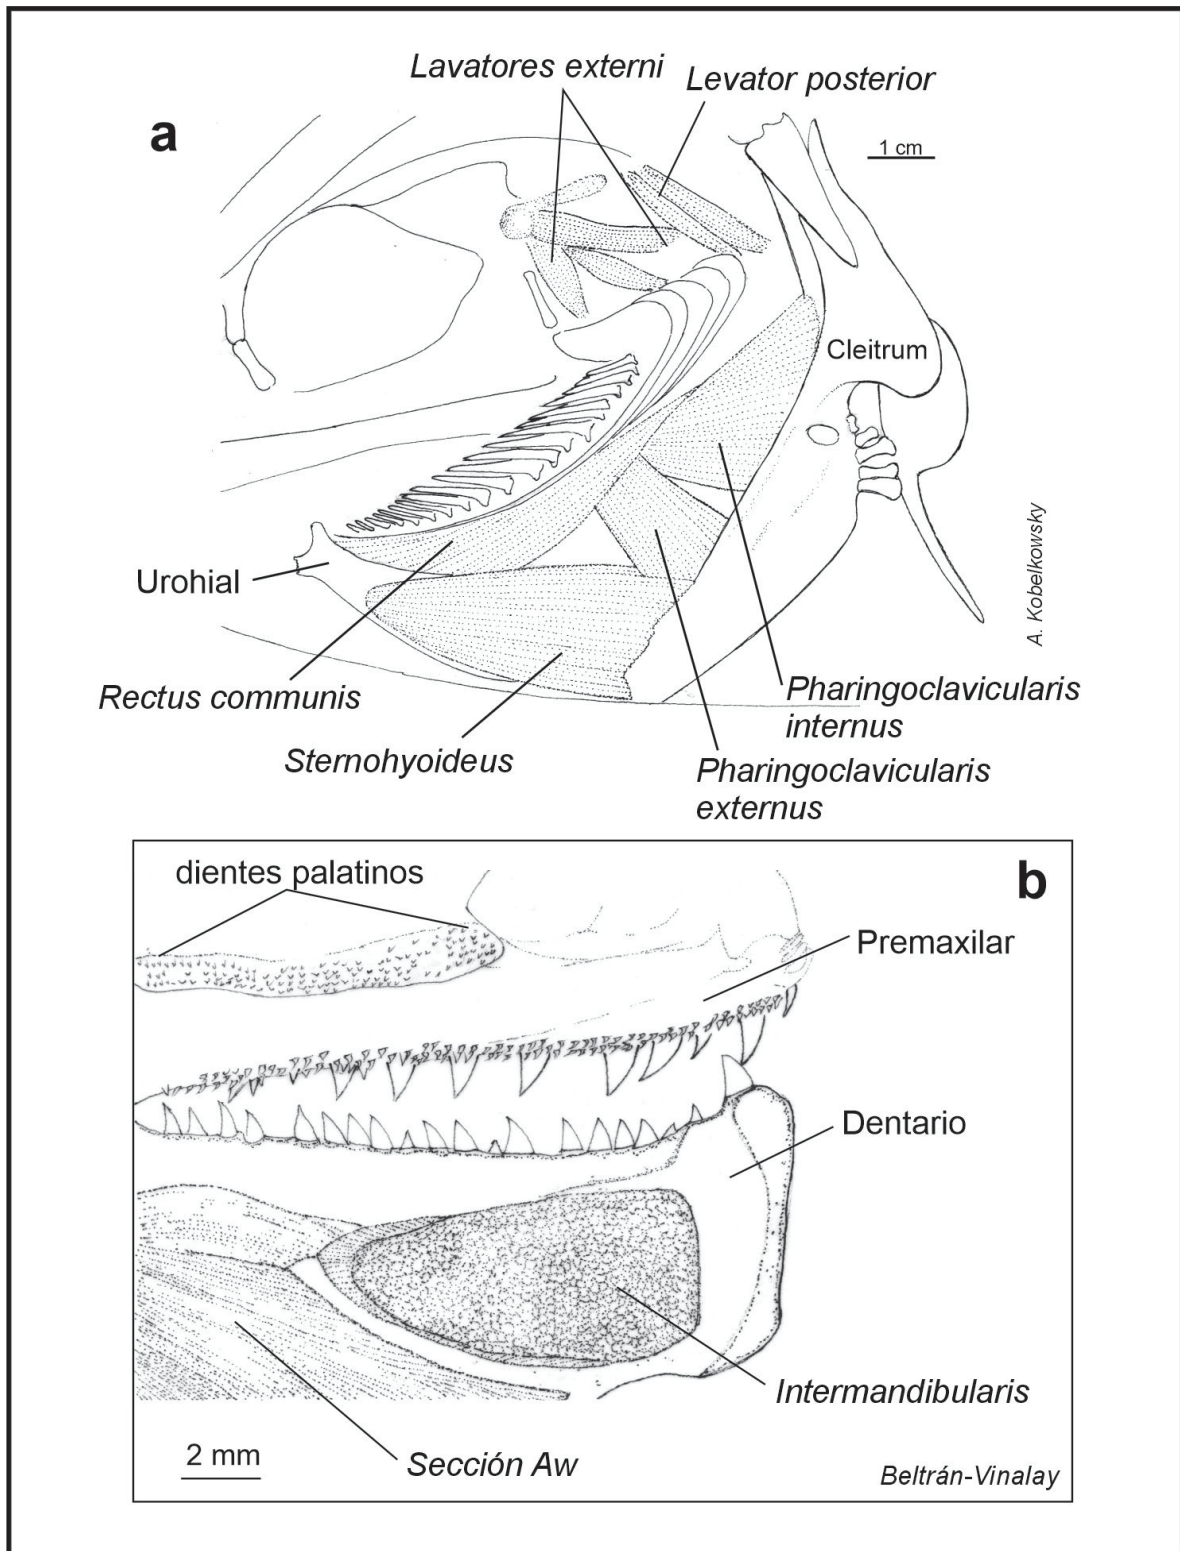 Lavatores externi
Levator posterior
a
1 cm
Cleitrum
A. Kobelkowsky
Urohial
Rectus communis
Pharingoclavicularis
internus
Sternohyoideus
Pharingoclavicularis
externus
dientes palatinos
b
Premaxilar
Dentario
Intermandibularis
2 mm
Sección Aw
Beltrán-Vinalay